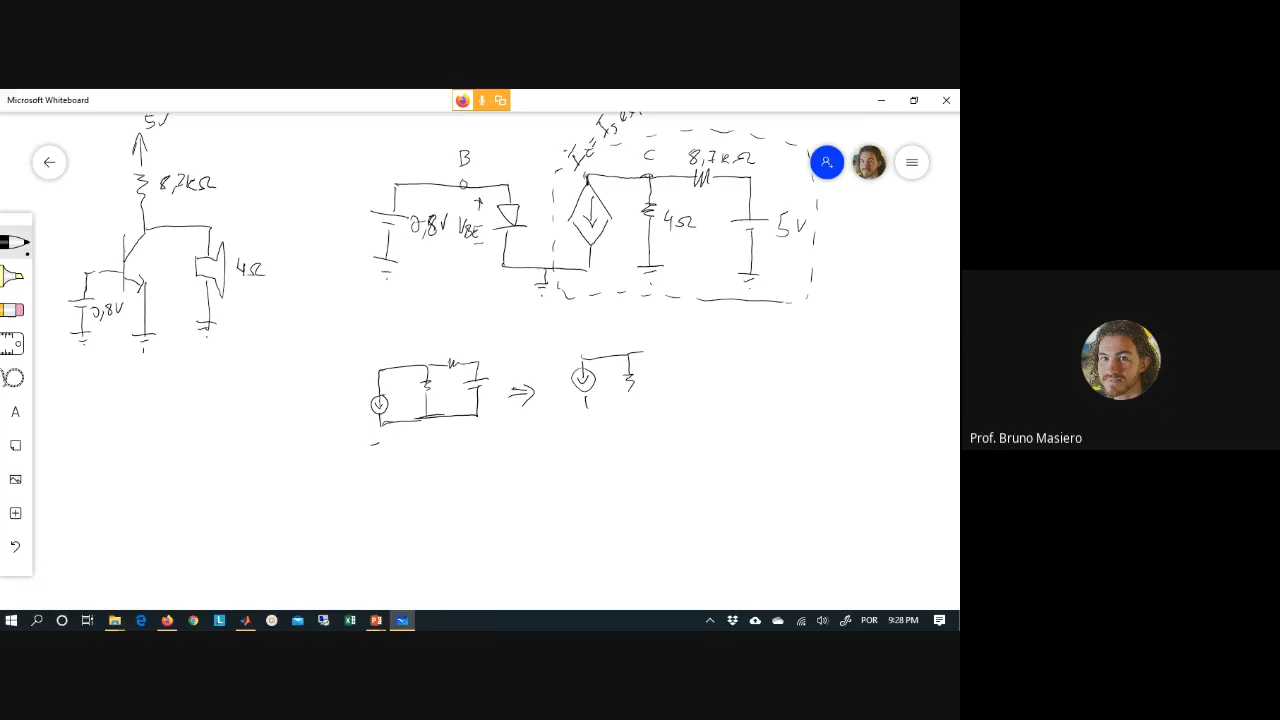 Microsoft Whiteboard
5V
8,2kΩ
4Ω
0,8V
B
0,8V
VBE
+
-
C
8,7kΩ
4Ω
5V
⇒
A
Prof. Bruno Masiero
POR
9:28 PM